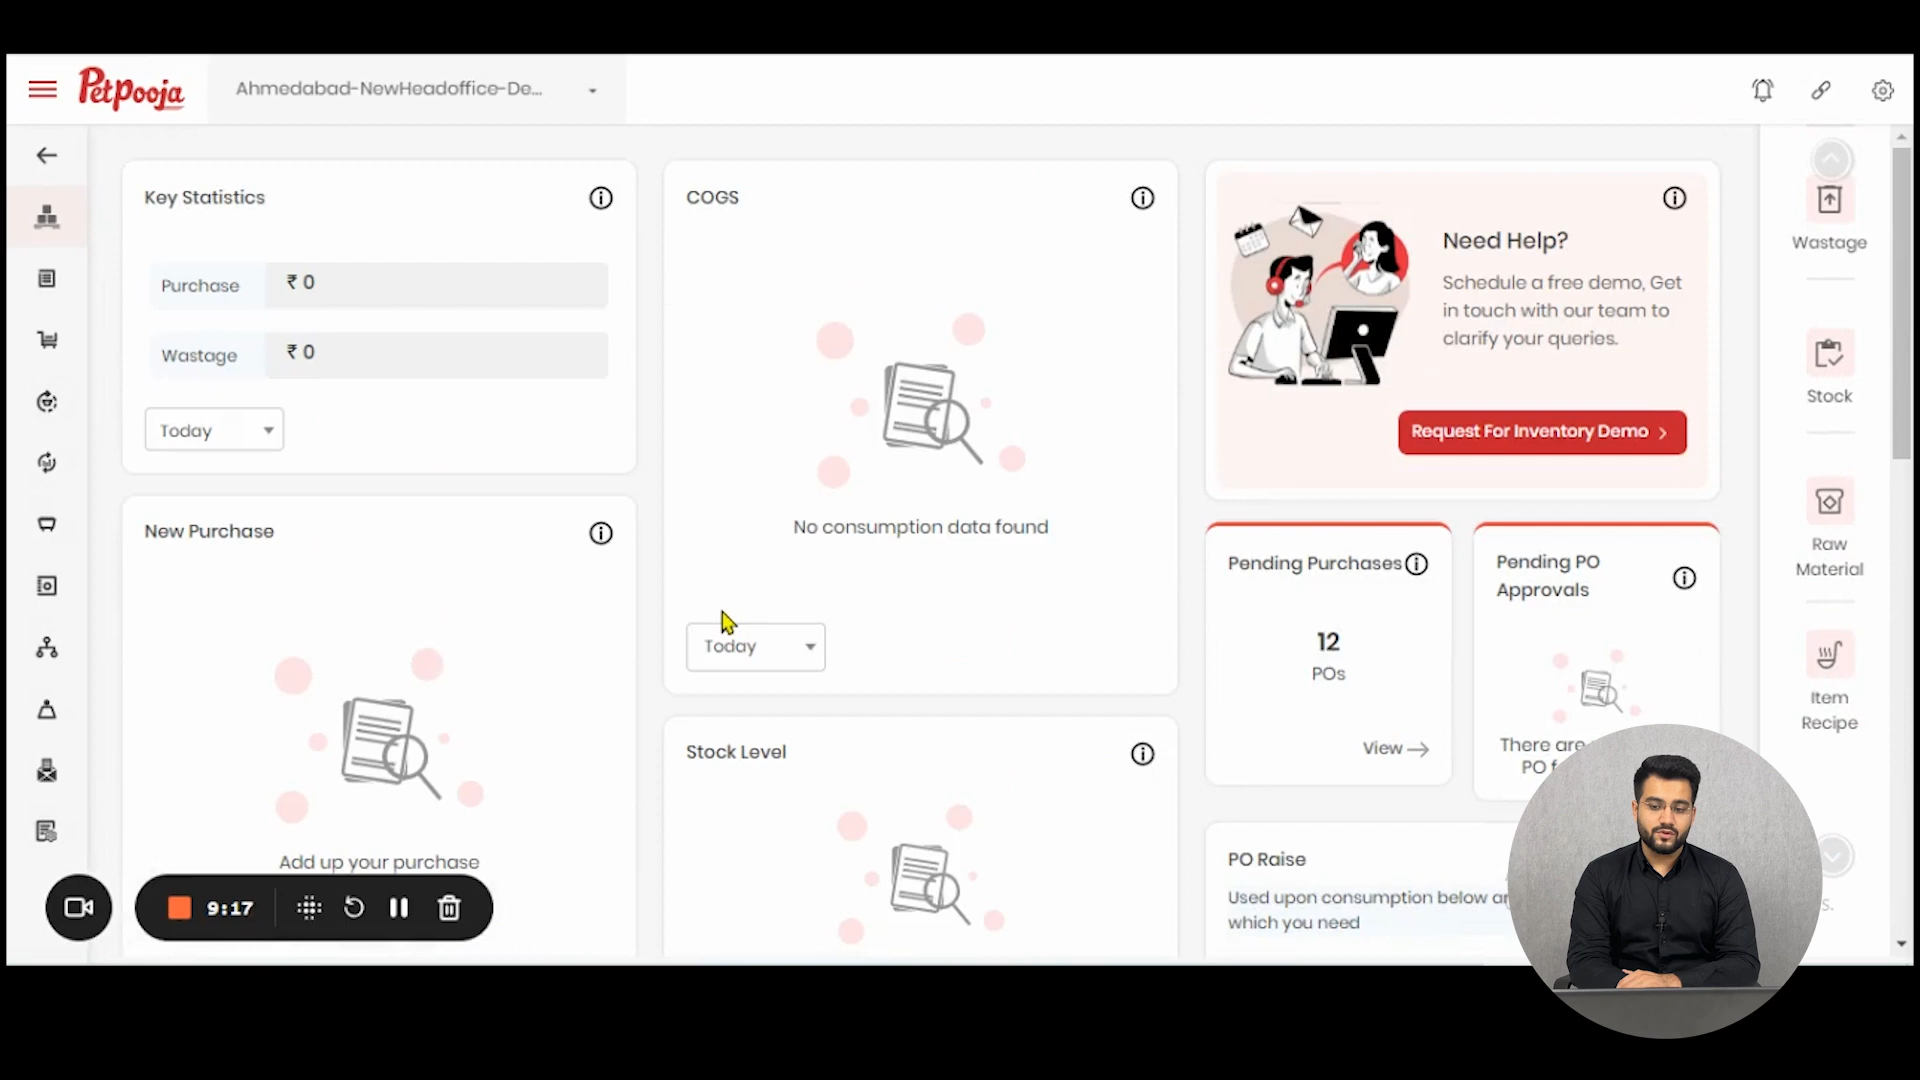 Petpooja
Ahmedabad-NewHeadoffice-De...
Key Statistics
Purchase
₹ 0
Wastage
₹ 0
Today
New Purchase
Add up your purchase
9:17
COGS
No consumption data found
Today
Stock Level
Need Help?
Schedule a free demo, Get
in touch with our team to
clarify your queries.
Request For Inventory Demo
Pending Purchases
12
POs
View
Pending PO
Approvals
There are
PO
PO Raise
Used upon consumption below
which you need
Wastage
Stock
Raw
Material
Item
Recipe